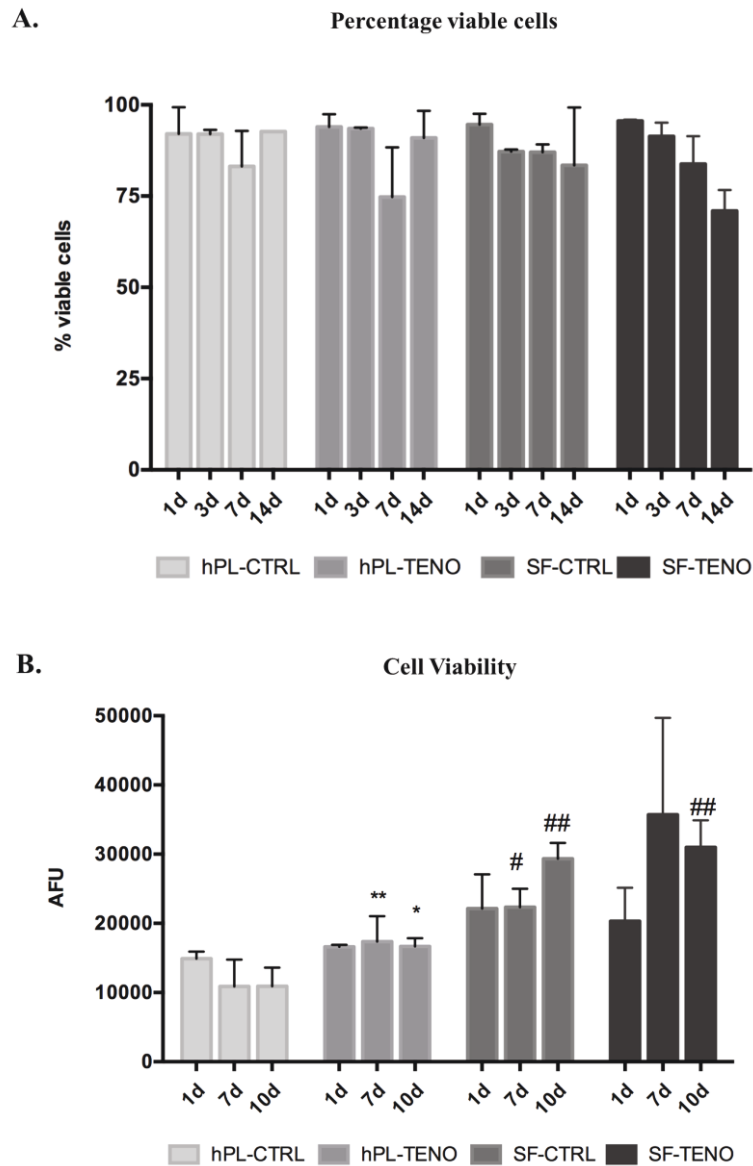 A.
Percentage viable cells
100
75
50
25
0
% viable cells
1d 3d 7d 14d 1d 3d 7d 14d 1d 3d 7d 14d 1d 3d 7d 14d
hPL-CTRL hPL-TENO SF-CTRL SF-TENO
B.
Cell Viability
50000
40000
30000
20000
10000
0
AFU
** * # ## ##
1d 7d 10d 1d 7d 10d 1d 7d 10d 1d 7d 10d
hPL-CTRL hPL-TENO SF-CTRL SF-TENO